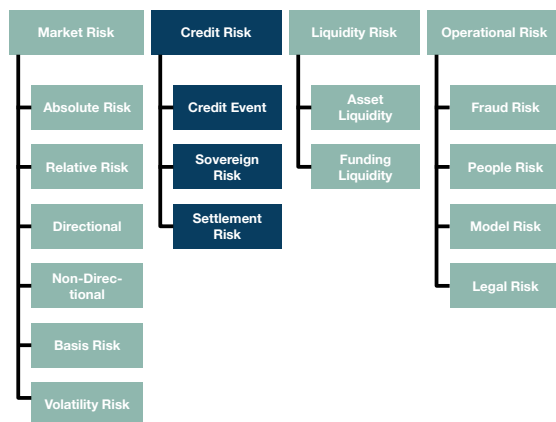 Market Risk
Absolute Risk
Relative Risk
Directional
Non-Direc-
tional
Basis Risk
Volatility Risk
Credit Risk
Credit Event
Sovereign
Risk
Settlement
Risk
Liquidity Risk
Asset
Liquidity
Funding
Liquidity
Operational Risk
Fraud Risk
People Risk
Model Risk
Legal Risk